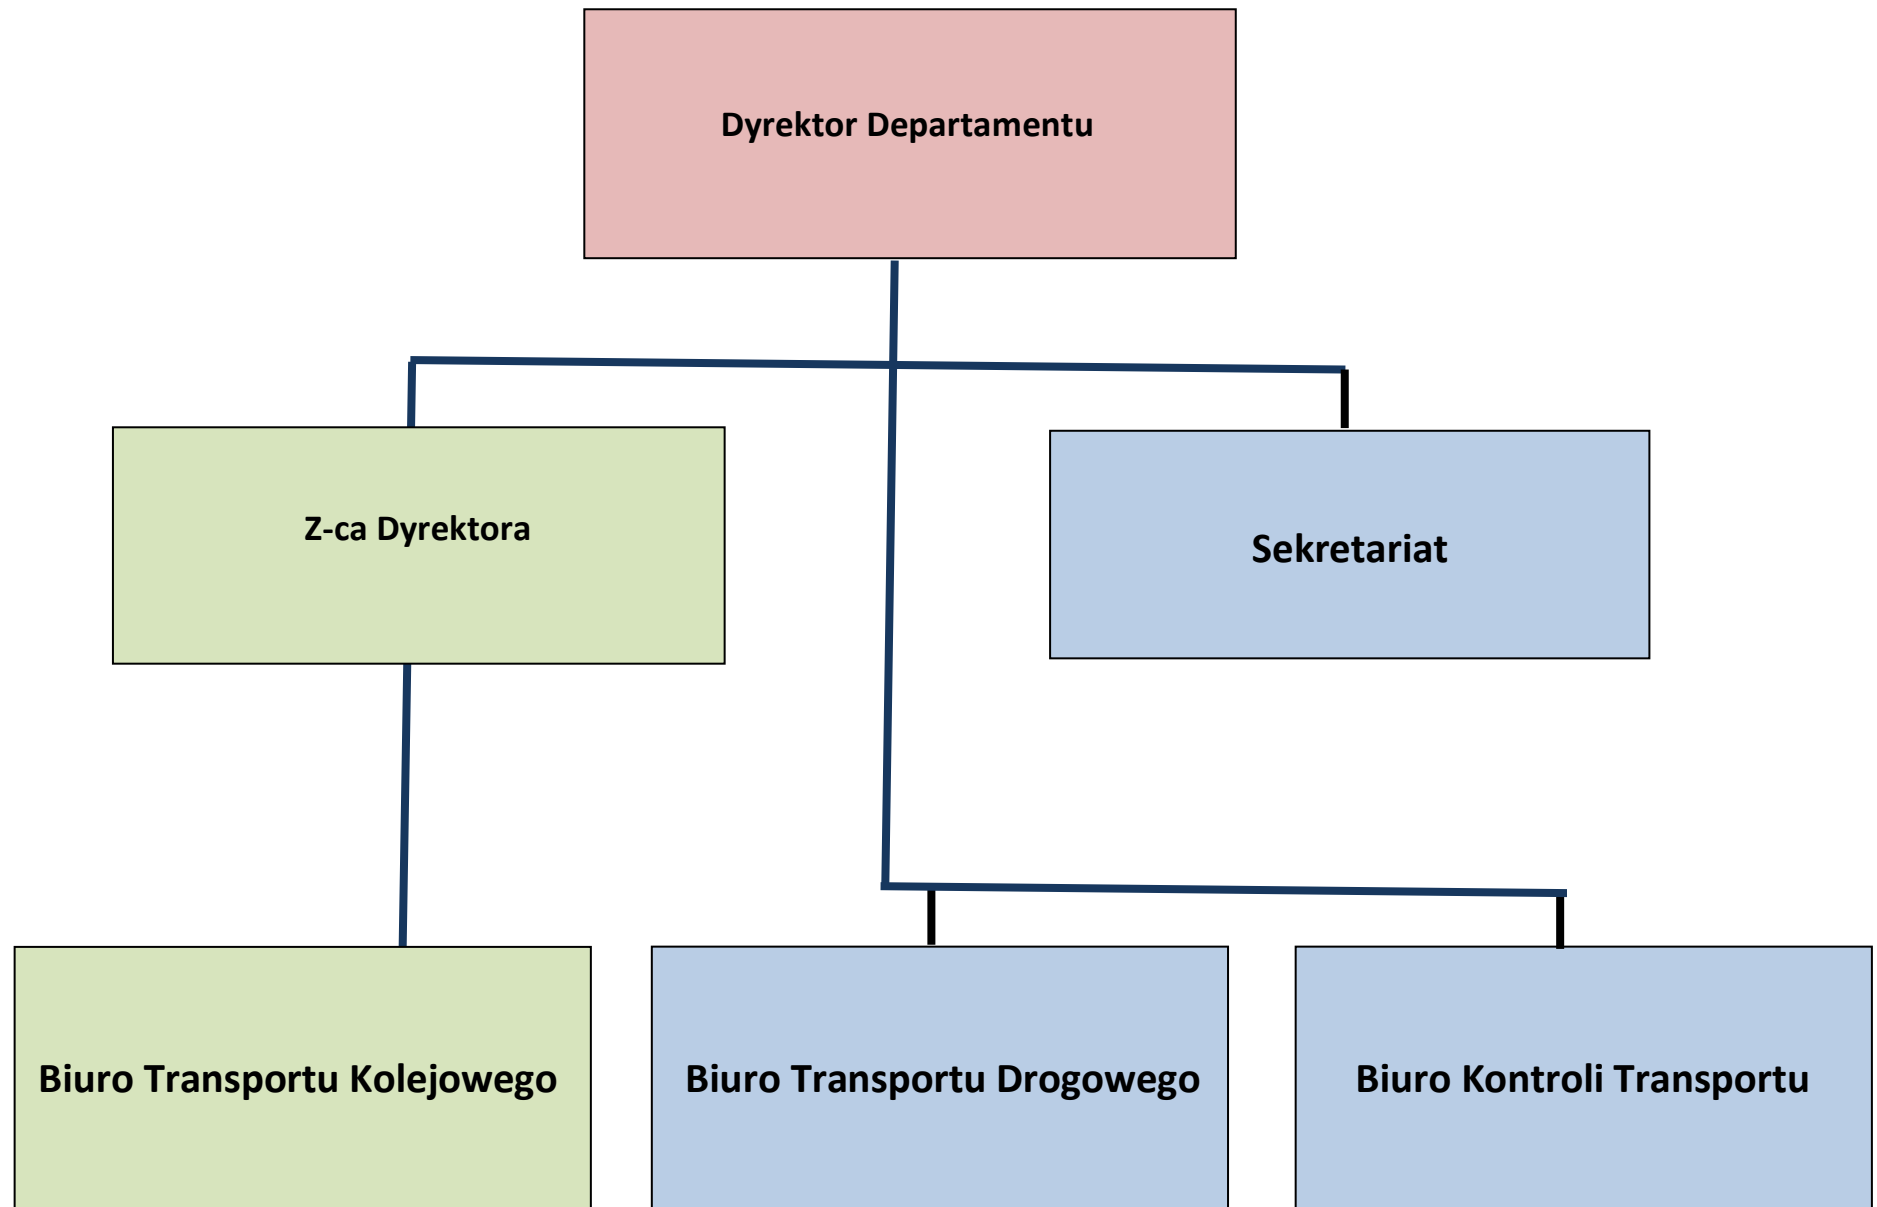 Dyrektor Departamentu
Z-ca Dyrektora
Sekretariat
Biuro Transportu Kolejowego
Biuro Transportu Drogowego
Biuro Kontroli Transportu